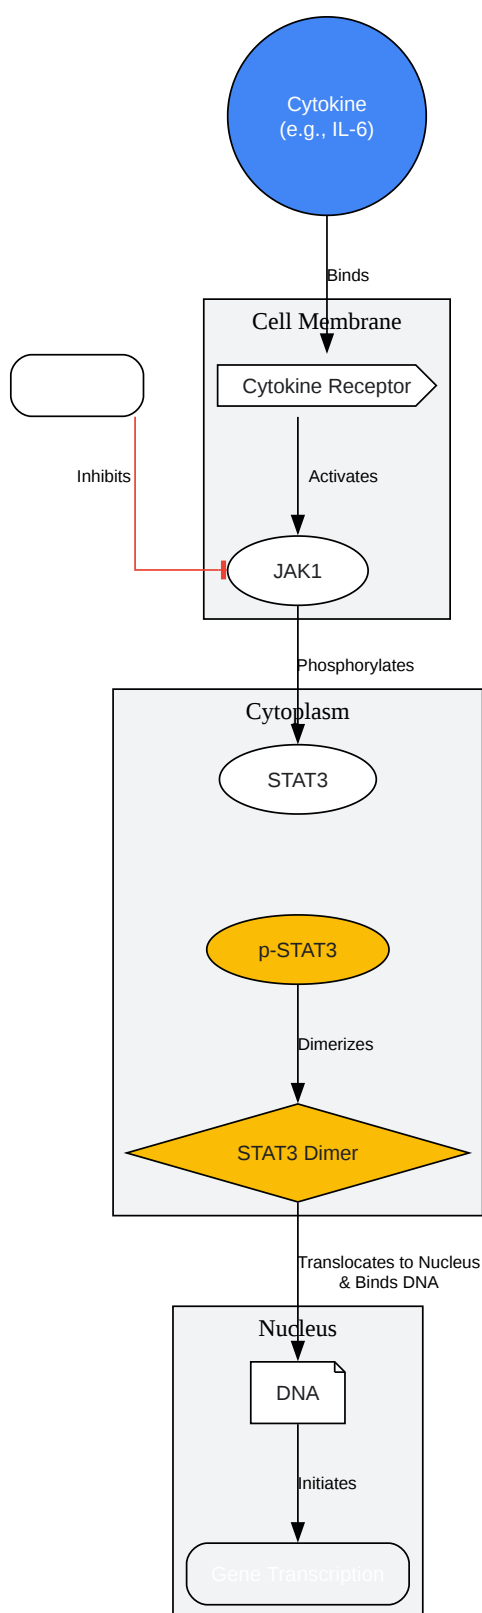 Cytokine
(e.g., IL-6)
Binds
Cell Membrane
Cytokine Receptor
Inhibits
Activates
JAK1
Phosphorylates
Cytoplasm
STAT3
p-STAT3
Dimerizes
STAT3 Dimer
Translocates to Nucleus
& Binds DNA
Nucleus
DNA
Initiates
Gene Transcription